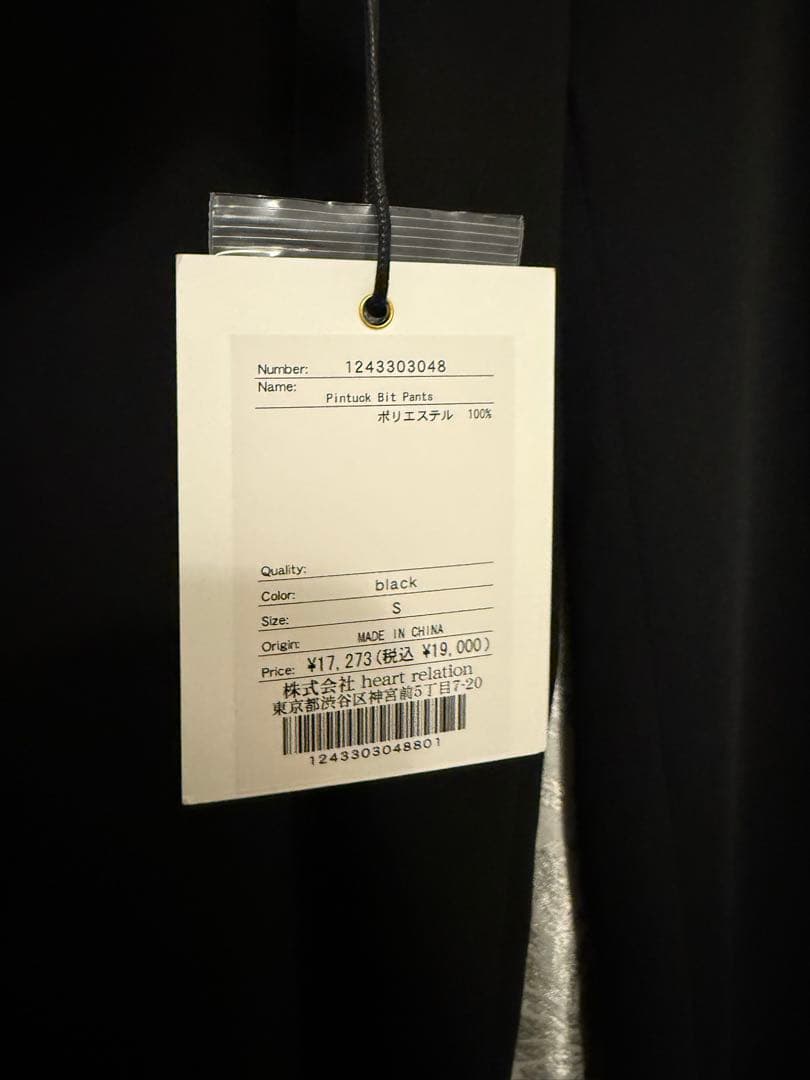 Number: 1243303048
Name:
Pintuck Bit Pants
ポリエステル 100%
Quality:
Color: black
Size: S
Origin: MADE IN CHINA
Price: ¥17,273(税込 ¥19,000)
株式会社 heart relation
東京都渋谷区神宮前5丁目7-20
1243303048801